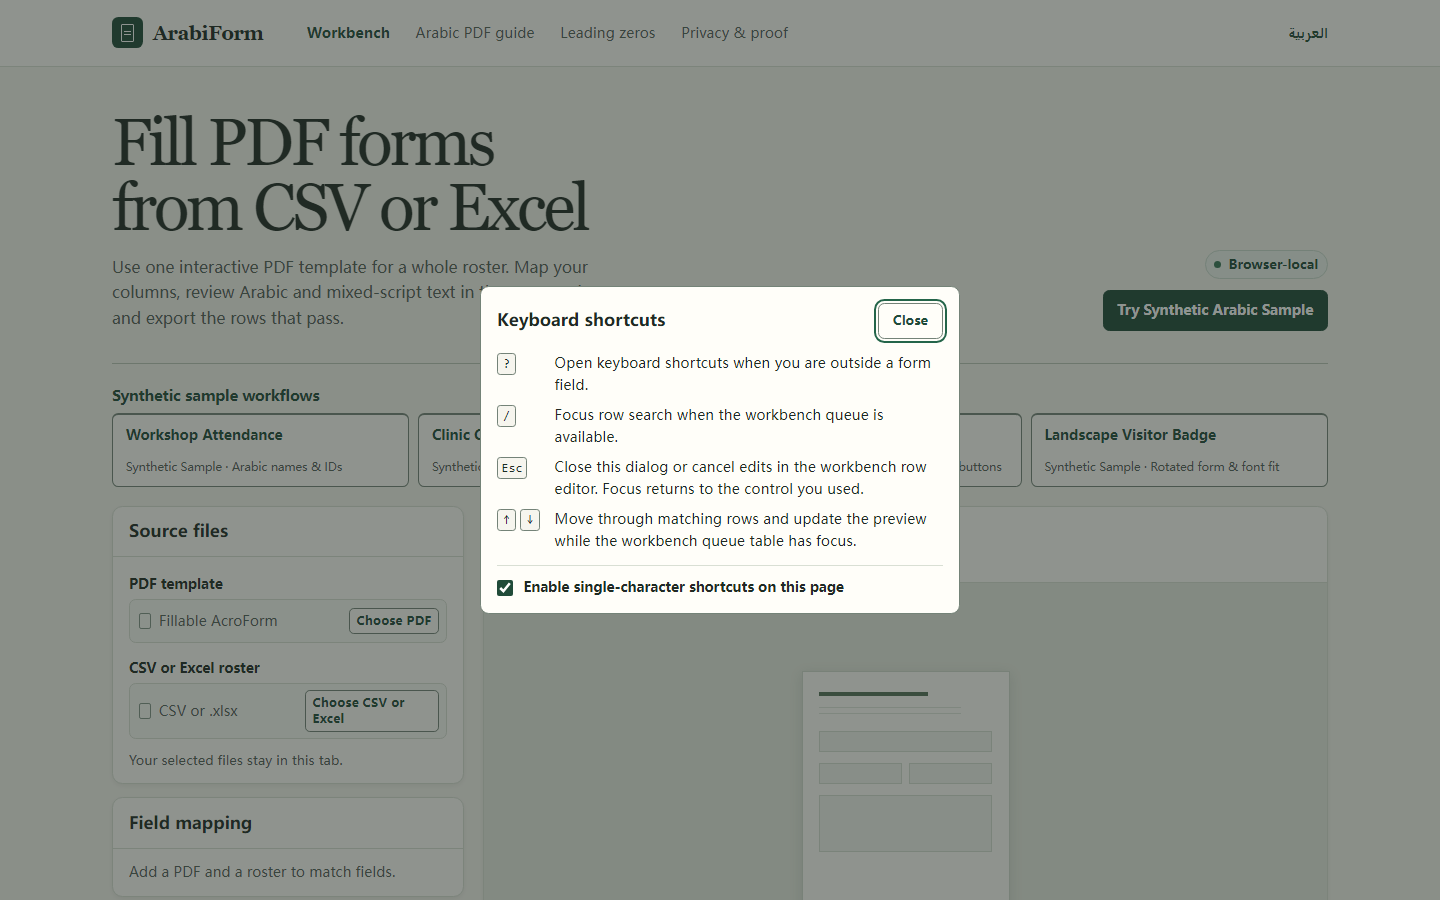 ArabiForm
Workbench
Arabic PDF guide
Leading zeros
Privacy & proof
العربية
Fill PDF forms
from CSV or Excel
Use one interactive PDF template for a whole roster. Map your
columns, review Arabic and mixed-script text in
and export the rows that pass.
Browser-local
Try Synthetic Arabic Sample
Keyboard shortcuts
Close
? Open keyboard shortcuts when you are outside a form
field.
/ Focus row search when the workbench queue is
available.
Esc Close this dialog or cancel edits in the workbench row
editor. Focus returns to the control you used.
↑ ↓ Move through matching rows and update the preview
while the workbench queue table has focus.
Enable single-character shortcuts on this page
Synthetic sample workflows
Workshop Attendance
Synthetic Sample · Arabic names & IDs
Clinic
buttons
Landscape Visitor Badge
Synthetic Sample · Rotated form & font fit
Source files
PDF template
Fillable AcroForm
Choose PDF
CSV or Excel roster
CSV or .xlsx
Choose CSV or
Excel
Your selected files stay in this tab.
Field mapping
Add a PDF and a roster to match fields.